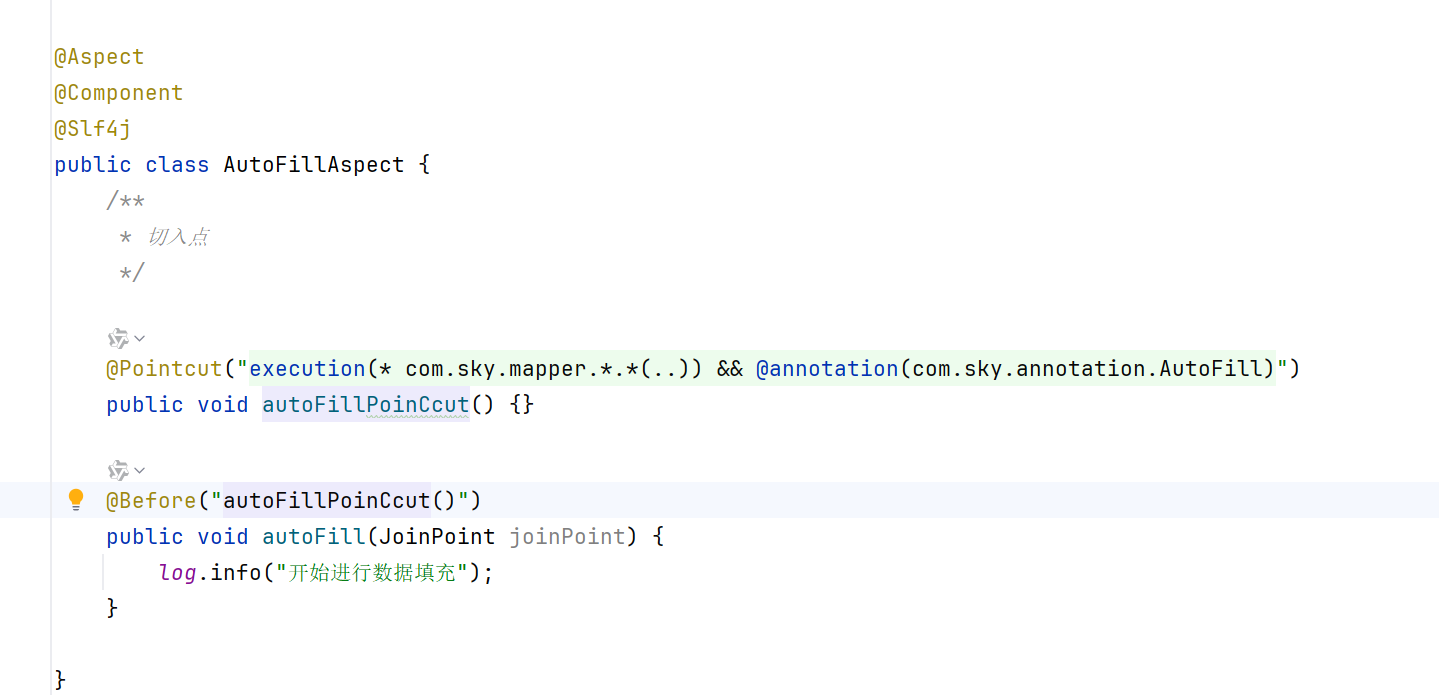 @Aspect
@Component
@Slf4j
public class AutoFillAspect {
/**
* 切入点
*/
@Pointcut("execution(* com.sky.mapper.*.*(..)) && @annotation(com.sky.annotation.AutoFill)")
public void autoFillPoinCcut() {}
@Before("autoFillPoinCcut()")
public void autoFill(JoinPoint joinPoint) {
log.info("开始进行数据填充");
}
}